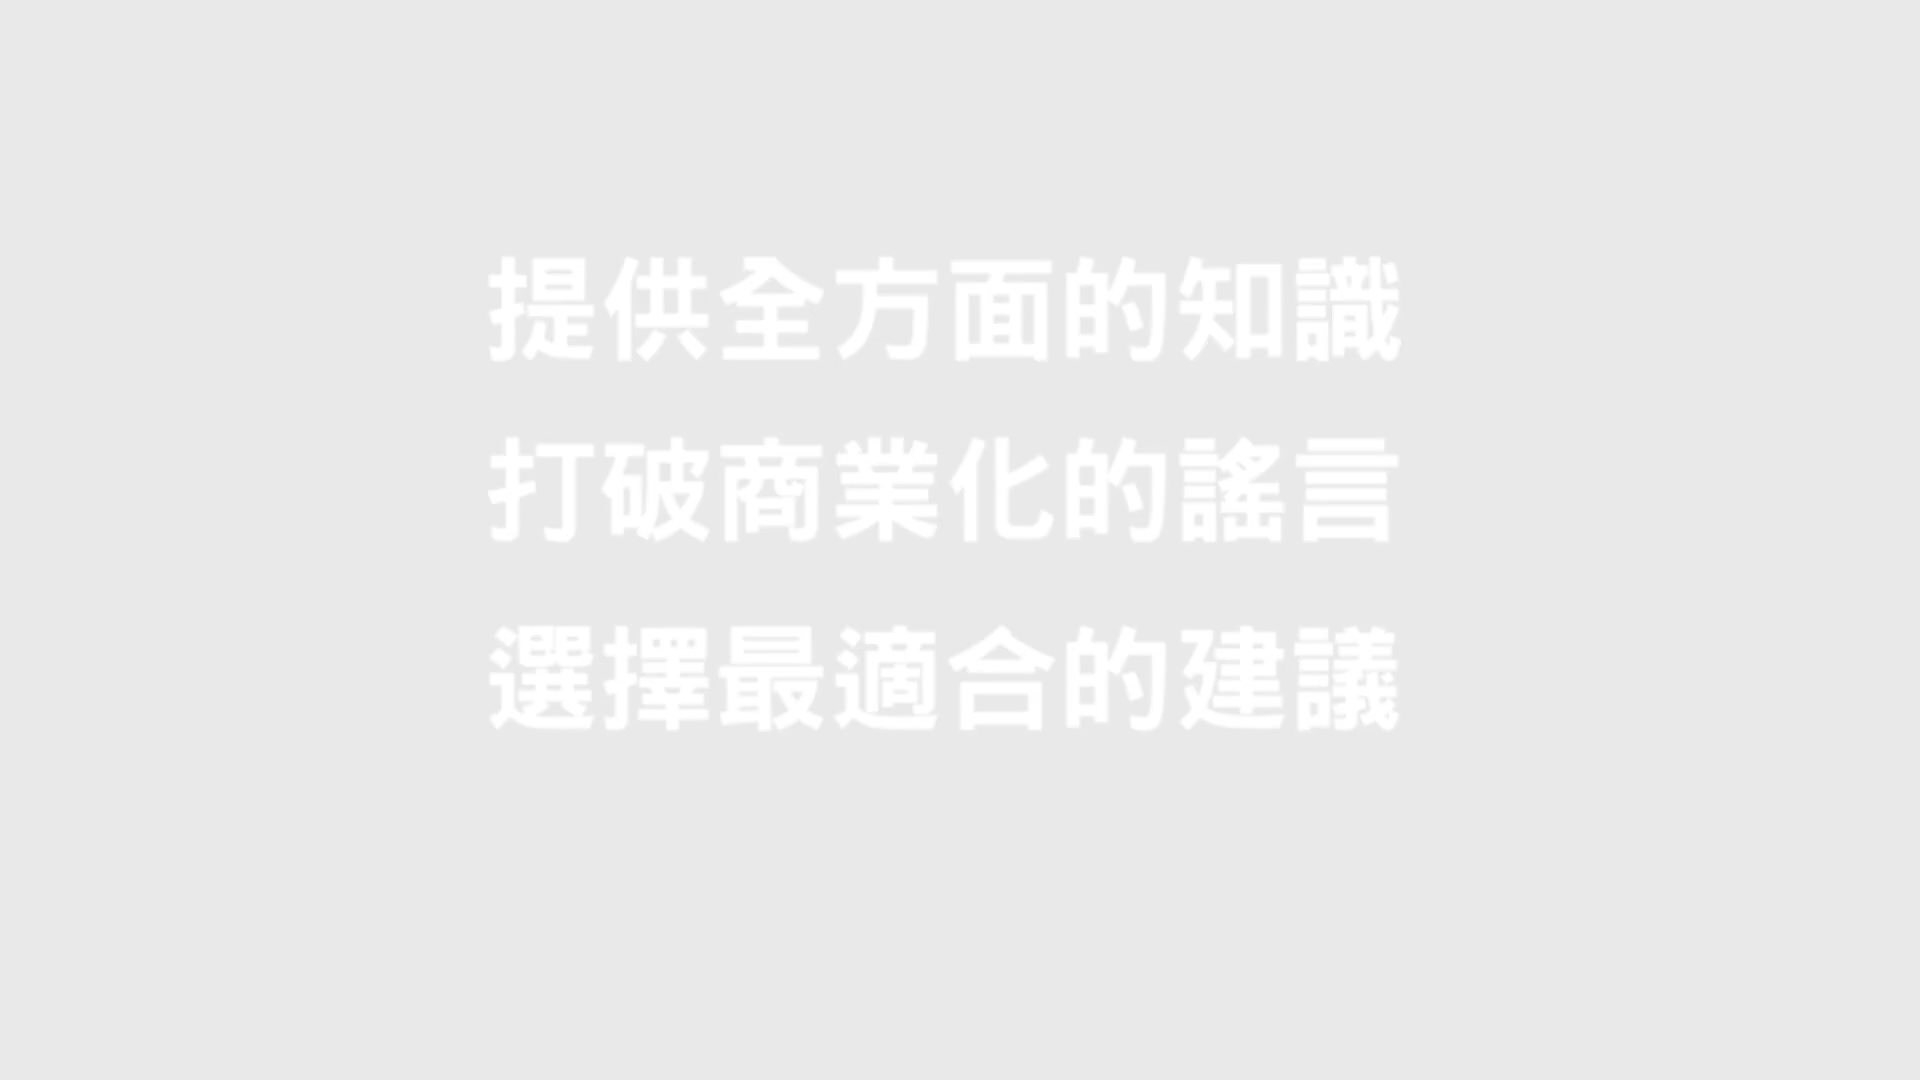 提供全方面的知識
打破商業化的謠言
選擇最適合的建議